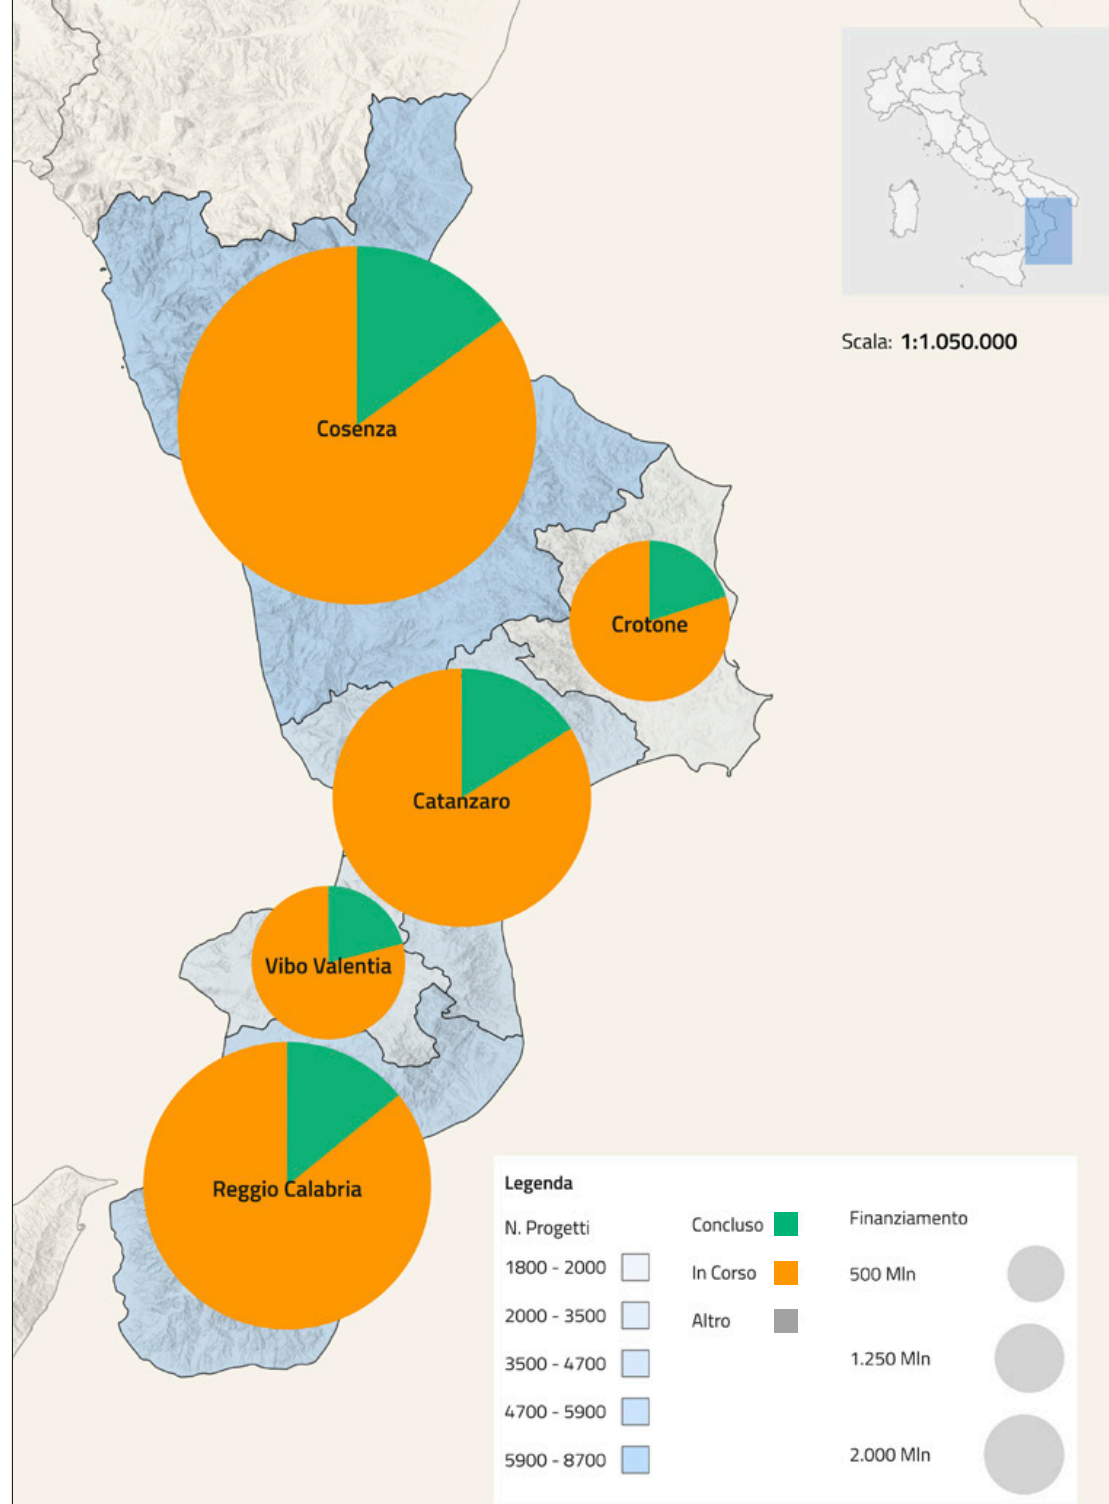 Scala: 1:1.050.000
Cosenza
Crotone
Catanzaro
Vibo Valentia
Reggio Calabria
Legenda
N. Progetti
1800 - 2000
2000 - 3500
3500 - 4700
4700 - 5900
5900 - 8700
Concluso
In Corso
Altro
Finanziamento
500 Mln
1.250 Mln
2.000 Mln